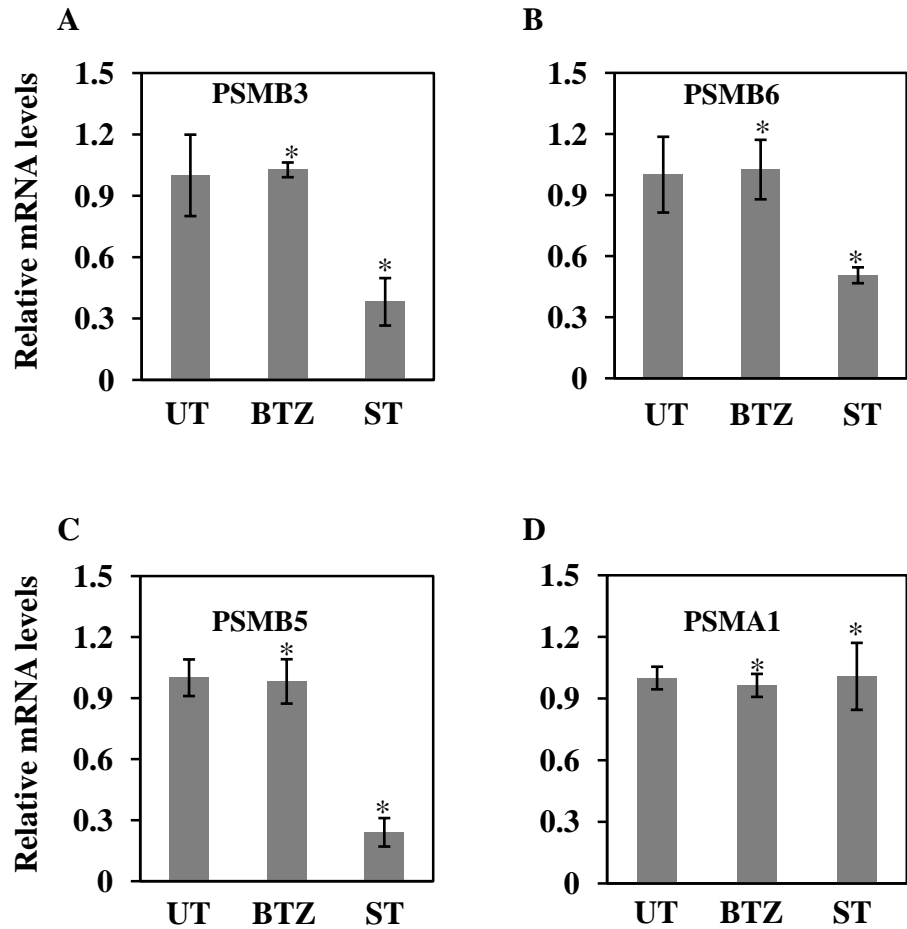 A
Relative mRNA levels
1.5
1.2
0.9
0.6
0.3
0
PSMB3
*
*
UT BTZ ST
B
1.5
1.2
0.9
0.6
0.3
0
PSMB6
*
*
UT BTZ ST
C
Relative mRNA levels
1.5
1.2
0.9
0.6
0.3
0
PSMB5
*
*
UT BTZ ST
D
1.5
1.2
0.9
0.6
0.3
0
PSMA1
*
*
UT BTZ ST